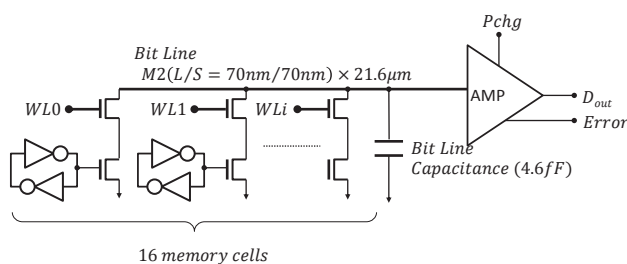 Pchg
Bit Line
M2(L/S = 70nm/70nm) × 21.6μm
AMP
D_out
Error
WL0
WL1
WLi
Bit Line
Capacitance (4.6fF)
16 memory cells